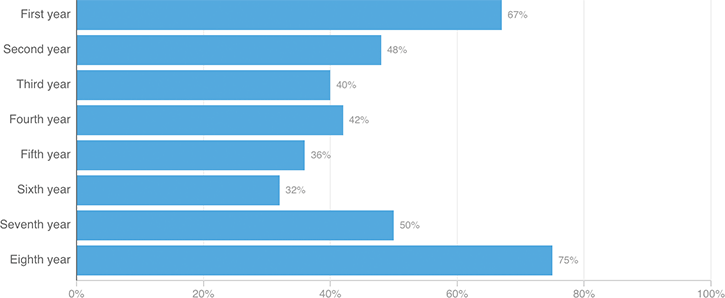 First year 67%
Second year 48%
Third year 40%
Fourth year 42%
Fifth year 36%
Sixth year 32%
Seventh year 50%
Eighth year 75%
0% 20% 40% 60% 80% 100%